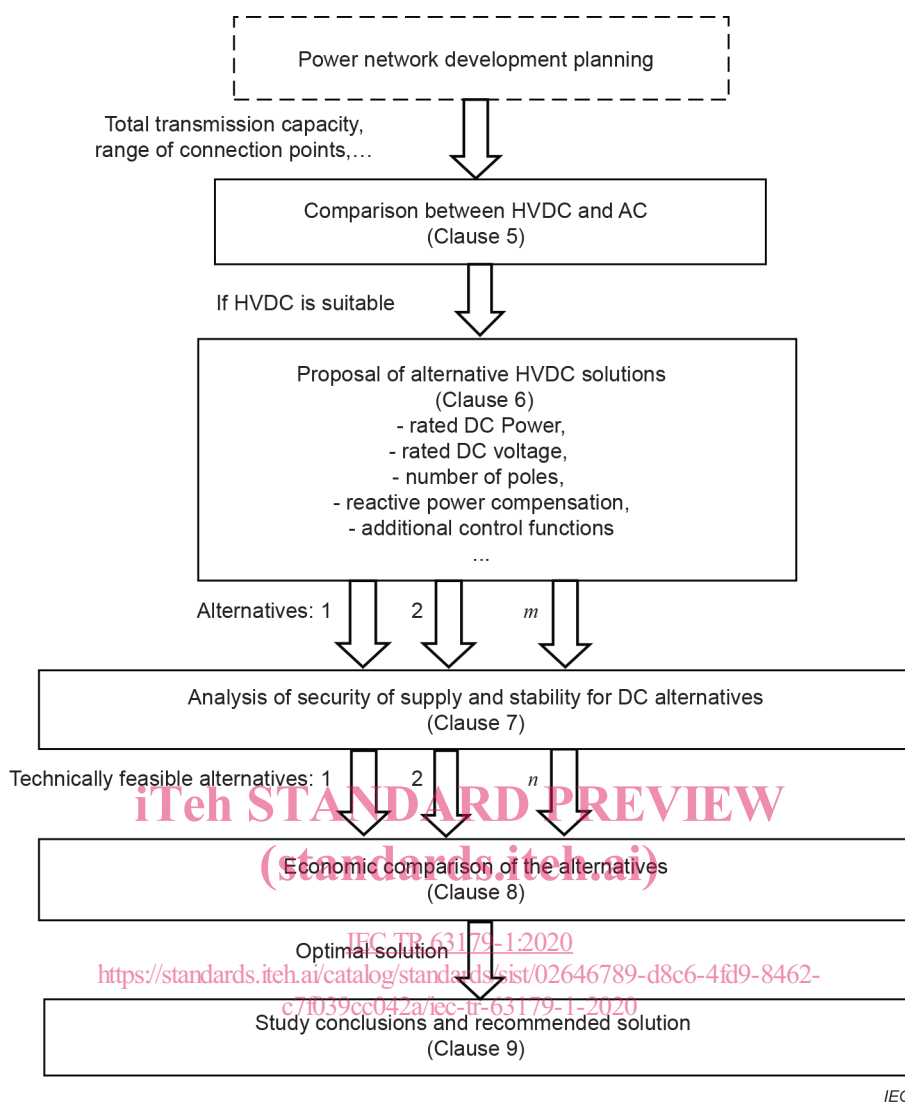 Power network development planning
Total transmission capacity,
range of connection points,…
Comparison between HVDC and AC
(Clause 5)
If HVDC is suitable
Proposal of alternative HVDC solutions
(Clause 6)
- rated DC Power,
- rated DC voltage,
- number of poles,
- reactive power compensation,
- additional control functions
...
Alternatives: 1 2 m
Analysis of security of supply and stability for DC alternatives
(Clause 7)
Technically feasible alternatives: 1 2 n
iTeh STANDARD PREVIEW
(standards.iteh.ai)
Economic comparison of the alternatives
(Clause 8)
IEC TR 63179-1:2020
Optimal solution
https://standards.iteh.ai/catalog/standards/sist/02646789-d8c6-4fd9-8462-
c7f039cc042a/iec-tr-63179-1-2020
Study conclusions and recommended solution
(Clause 9)
IEC